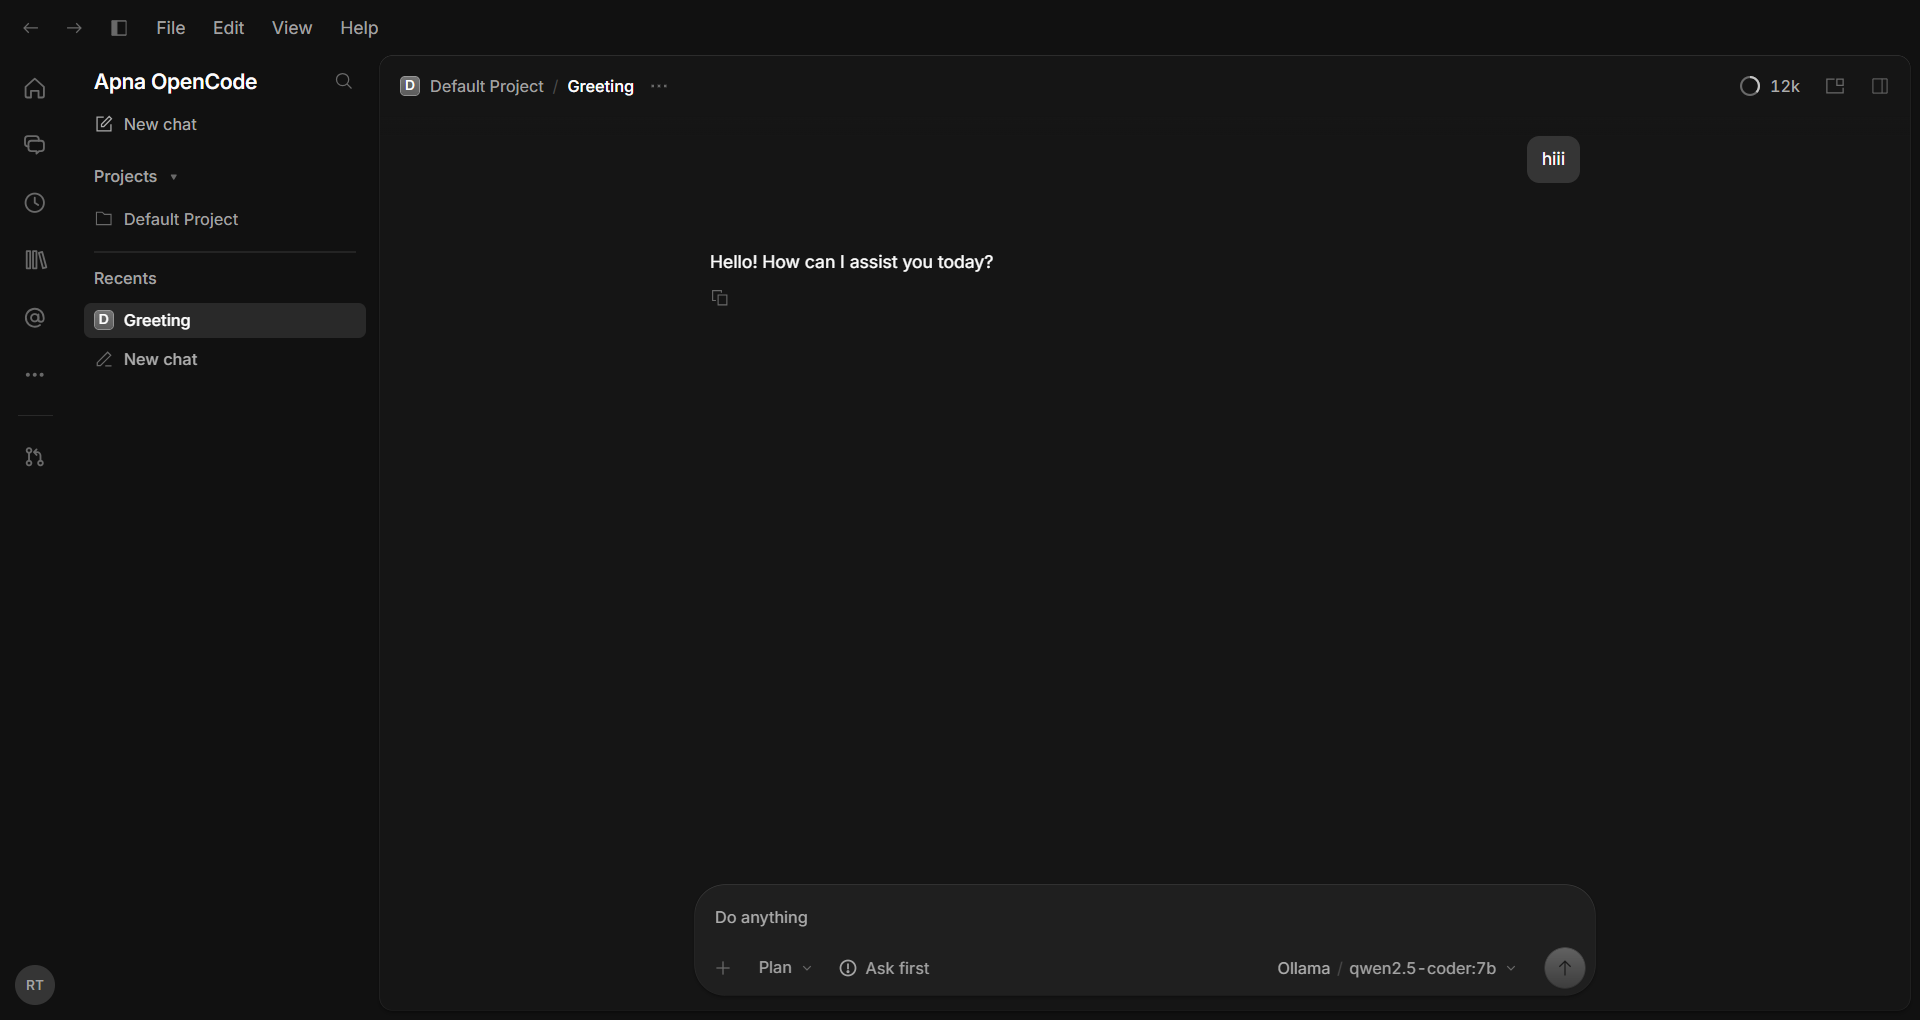 File Edit View Help
Apna OpenCode
New chat
Projects
Default Project
Recents
D Greeting
New chat
RT
D Default Project / Greeting
12k
hiii
Hello! How can I assist you today?
Do anything
Plan Ask first Ollama / qwen2.5-coder:7b